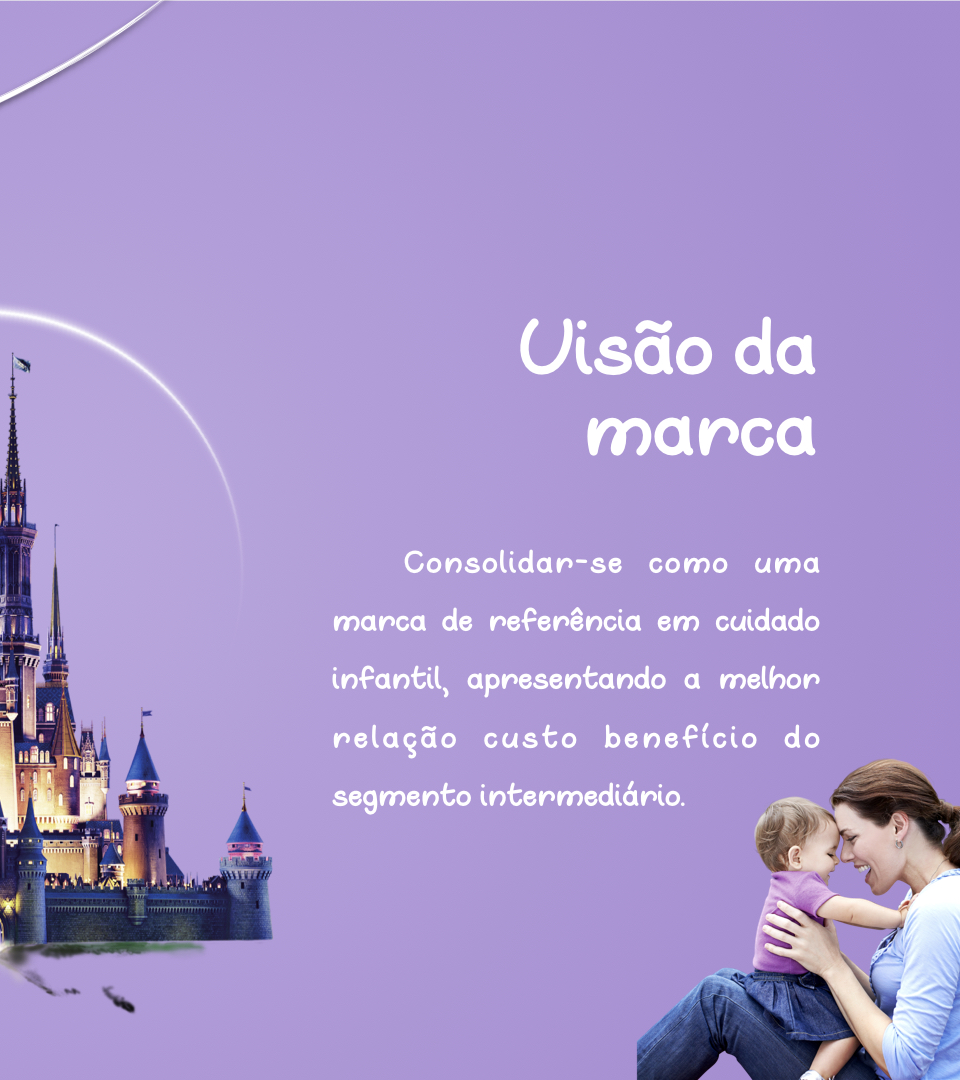 Visão da
marca
Consolidar-se como uma
marca de referência em cuidado
infantil, apresentando a melhor
relação custo benefício do
segmento intermediário.